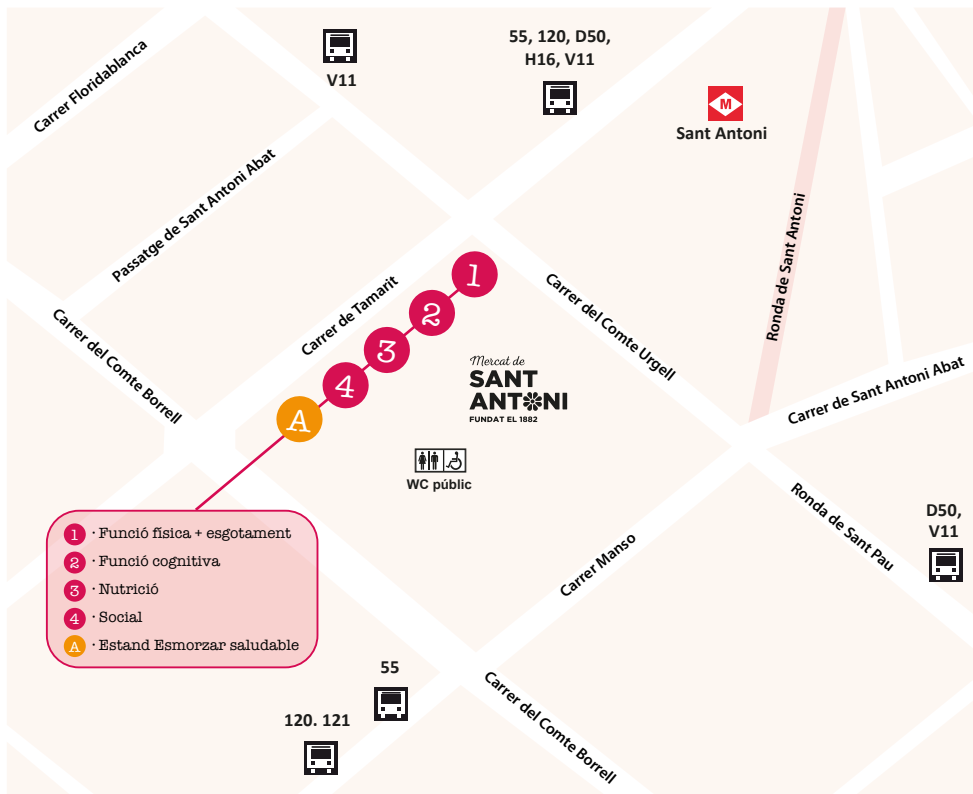 55, 120, D50,
H16, V11
V11
Carrer Floridablanca
M
Sant Antoni
Passatge de Sant Antoni Abat
Ronda de Sant Antoni
1
2
3
4
A
Carrer de Tamarit
Carrer del Comte Urgell
Carrer del Comte Borrell
Mercat de
SANT
ANTONI
FUNDAT EL 1882
Carrer de Sant Antoni Abat
WC públic
Ronda de Sant Pau
D50,
V11
Carrer Manso
1 · Funció física + esgotament
2 · Funció cognitiva
3 · Nutrició
4 · Social
A · Estand Esmorzar saludable
55
120. 121
Carrer del Comte Borrell